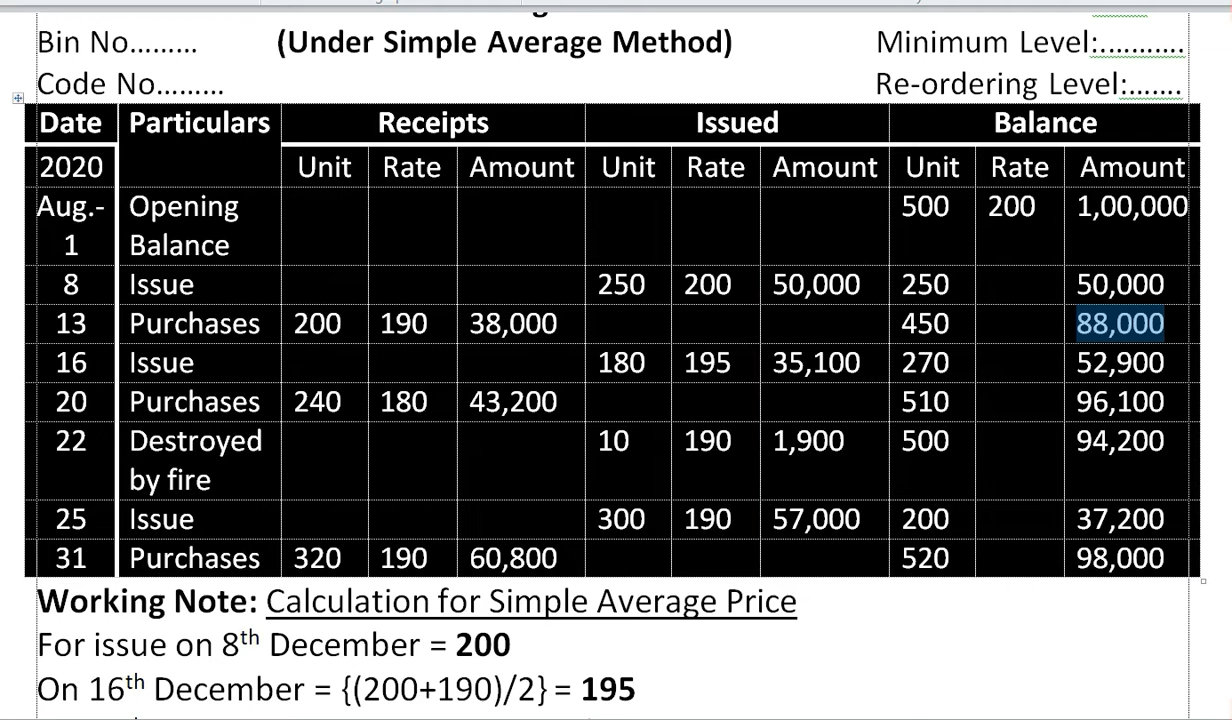 Bin No......... (Under Simple Average Method) Minimum Level:...........
Code No......... Re-ordering Level:.......
Date Particulars Receipts Issued Balance
2020 Unit Rate Amount Unit Rate Amount Unit Rate Amount
Aug.- Opening 500 200 1,00,000
1 Balance
8 Issue 250 200 50,000 250 50,000
13 Purchases 200 190 38,000 450 88,000
16 Issue 180 195 35,100 270 52,900
20 Purchases 240 180 43,200 510 96,100
22 Destroyed 10 190 1,900 500 94,200
by fire
25 Issue 300 190 57,000 200 37,200
31 Purchases 320 190 60,800 520 98,000
Working Note: Calculation for Simple Average Price
For issue on 8th December = 200
On 16th December = {(200+190)/2} = 195